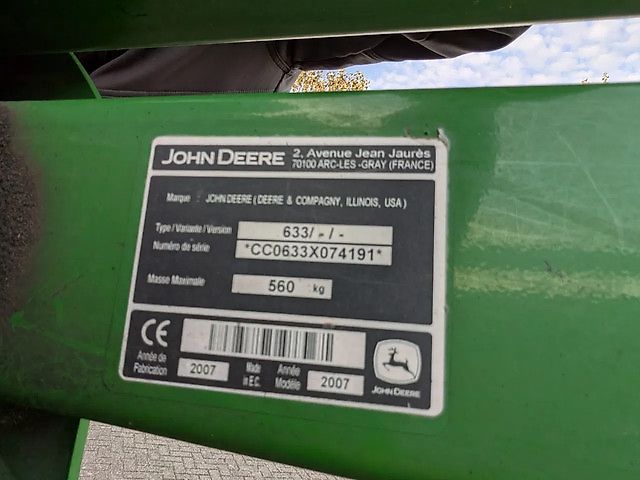 JOHN DEERE 2, Avenue Jean Jaurès
70100 ARC-LES -GRAY (FRANCE)
Marque JOHN DEERE ( DEERE & COMPAGNY, ILLINOIS, USA )
Type / Variante / Version 633/ - / -
Numéro de série *CC0633X074191*
Masse Maximale 560 kg
CE
Année de Fabrication 2007 Made in E.C. Année Modèle 2007
JOHN DEERE